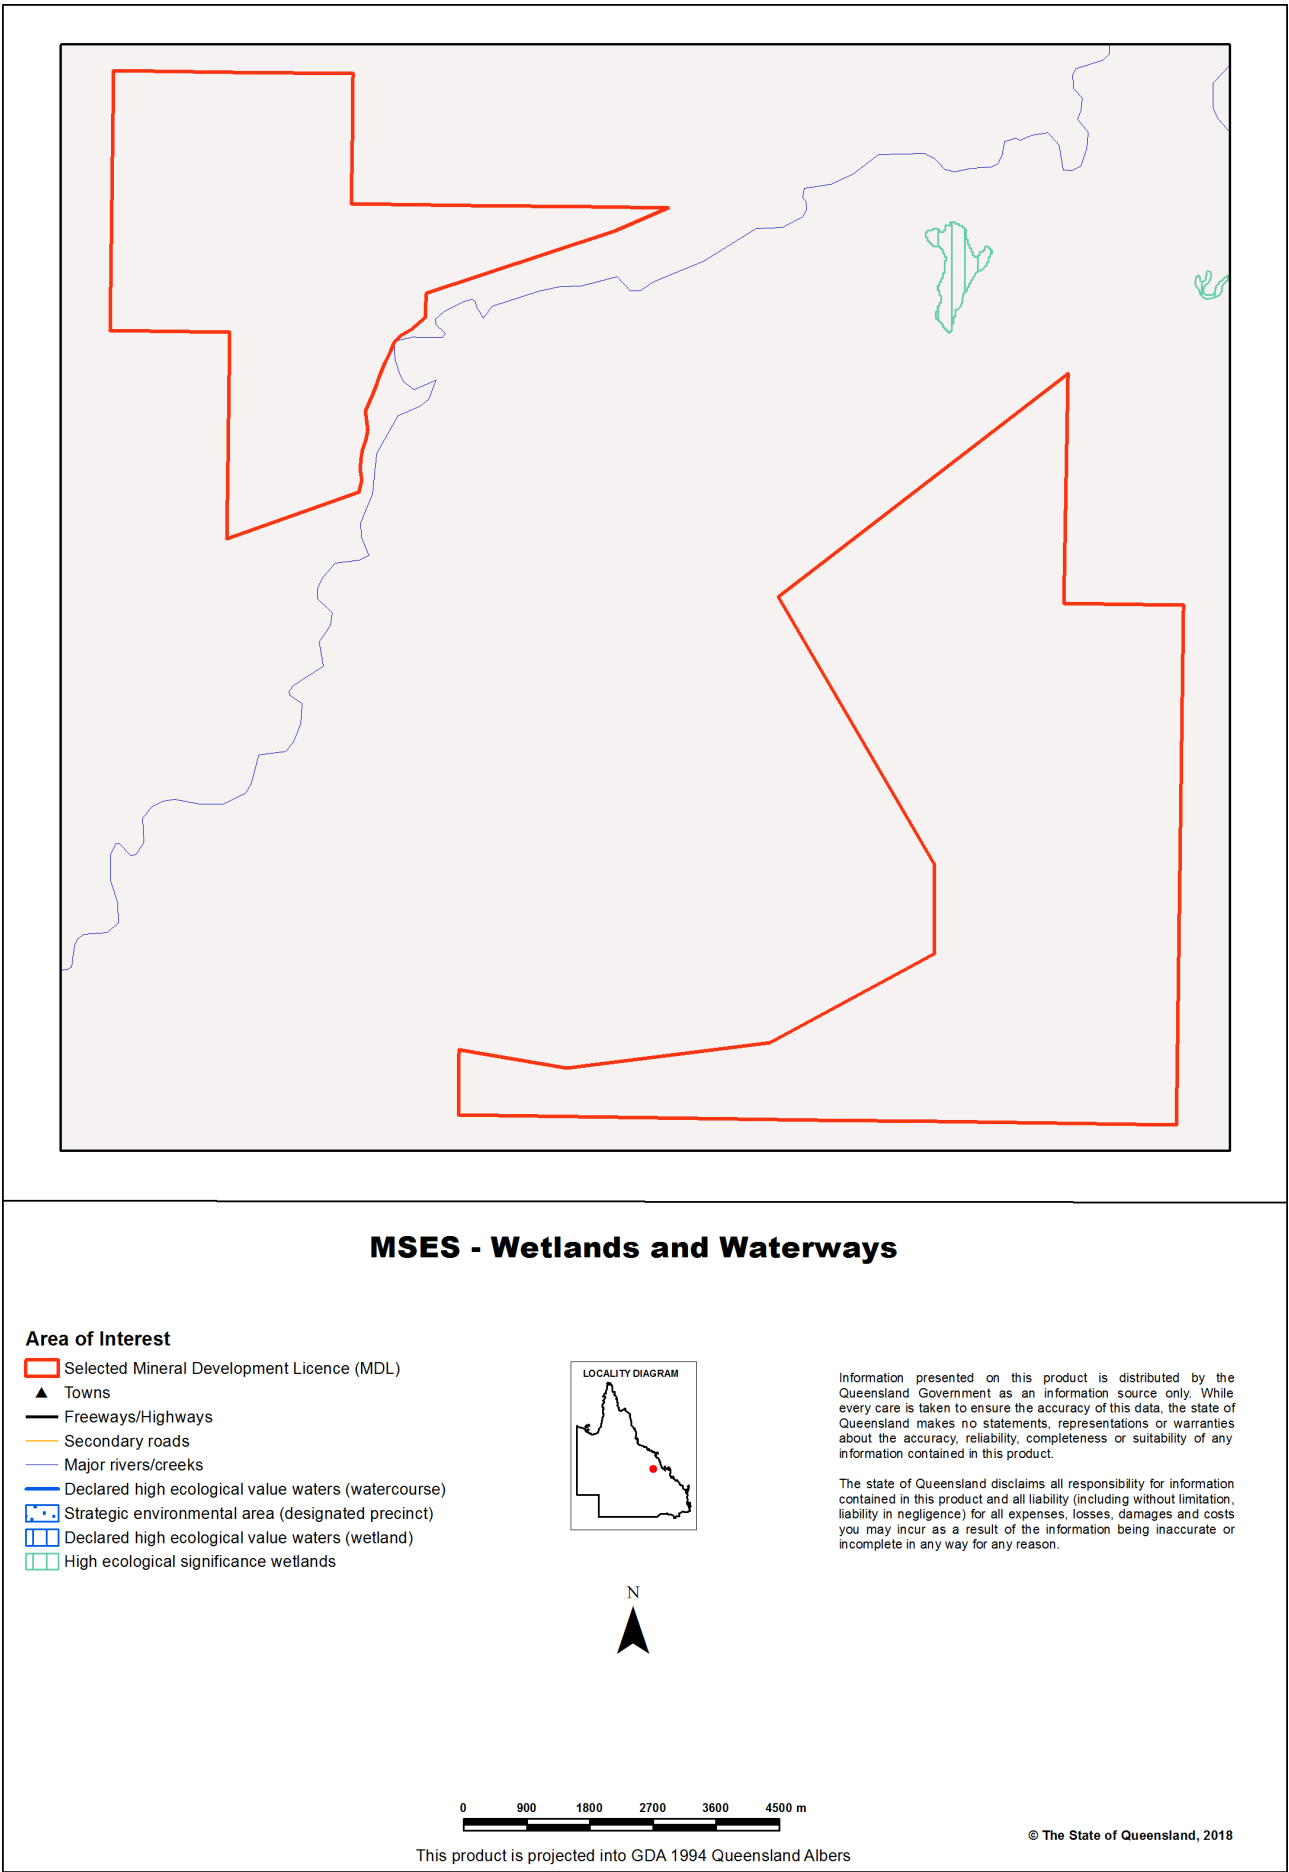 MSES - Wetlands and Waterways
Area of Interest
Selected Mineral Development Licence (MDL)
Towns
Freeways/Highways
Secondary roads
Major rivers/creeks
Declared high ecological value waters (watercourse)
Strategic environmental area (designated precinct)
Declared high ecological value waters (wetland)
High ecological significance wetlands
LOCALITY DIAGRAM
N
Information presented on this product is distributed by the
Queensland Government as an information source only. While
every care is taken to ensure the accuracy of this data, the state of
Queensland makes no statements, representations or warranties
about the accuracy, reliability, completeness or suitability of any
information contained in this product.
The state of Queensland disclaims all responsibility for information
contained in this product and all liability (including without limitation,
liability in negligence) for all expenses, losses, damages and costs
you may incur as a result of the information being inaccurate or
incomplete in any way for any reason.
0 900 1800 2700 3600 4500 m
This product is projected into GDA 1994 Queensland Albers
© The State of Queensland, 2018